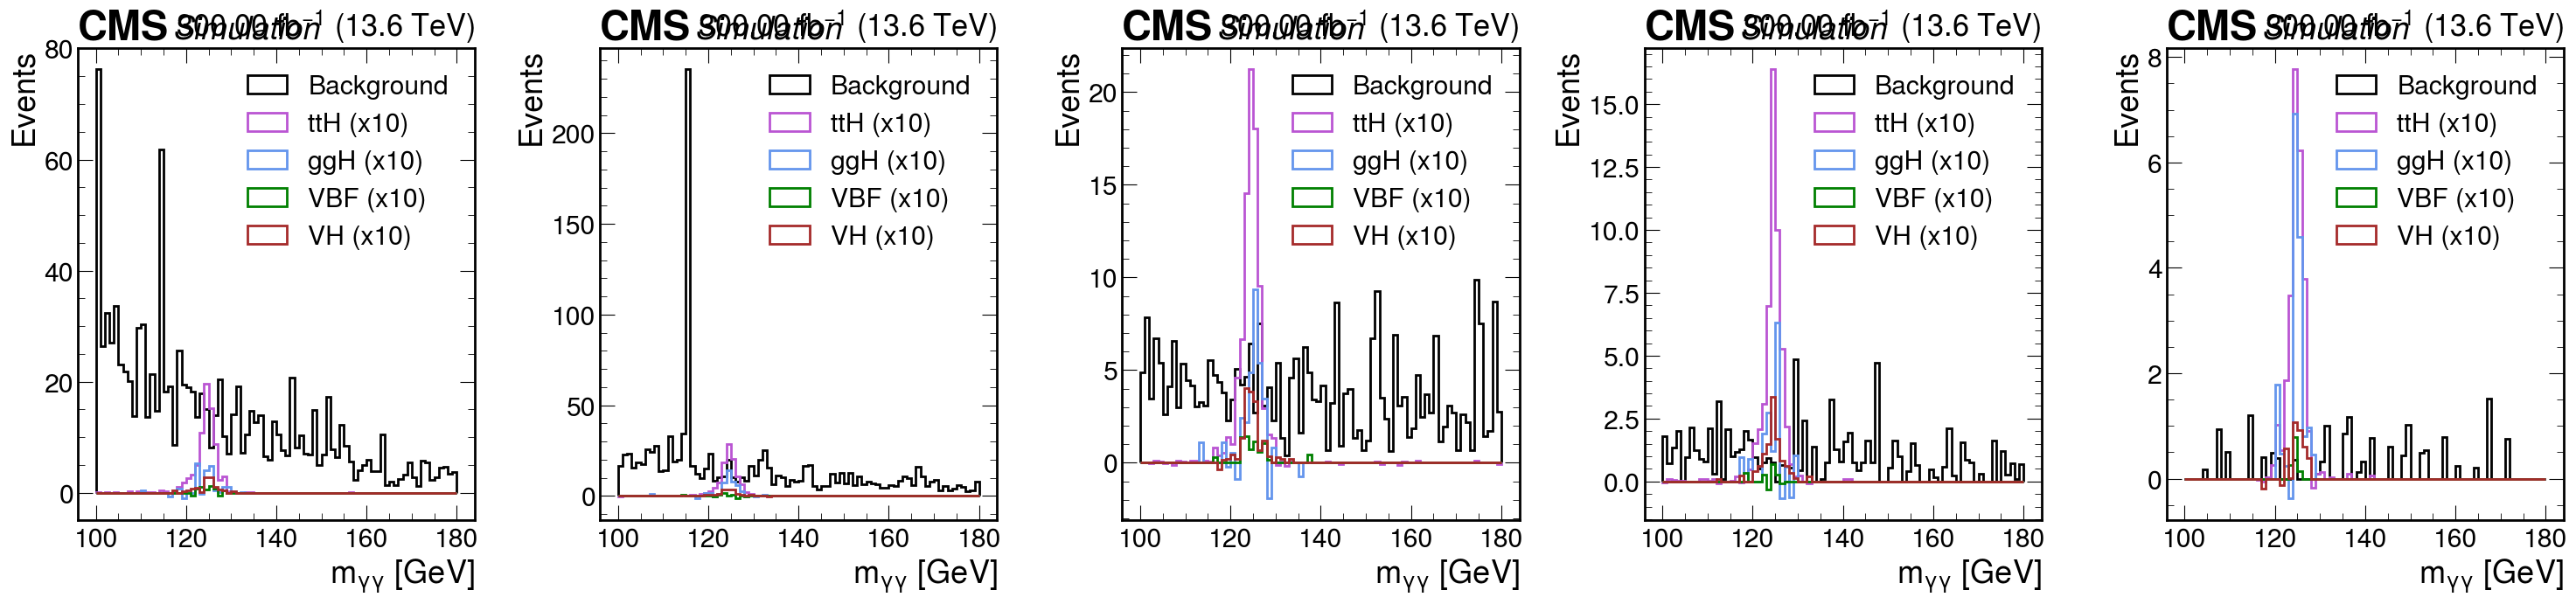 CMS Simulation 300.00 fb⁻¹ (13.6 TeV)
Events
80
60
40
20
0
Background
ttH (x10)
ggH (x10)
VBF (x10)
VH (x10)
100 120 140 160 180
mγγ [GeV]
CMS Simulation 300.00 fb⁻¹ (13.6 TeV)
Events
200
150
100
50
0
Background
ttH (x10)
ggH (x10)
VBF (x10)
VH (x10)
100 120 140 160 180
mγγ [GeV]
CMS Simulation 300.00 fb⁻¹ (13.6 TeV)
Events
20
15
10
5
0
Background
ttH (x10)
ggH (x10)
VBF (x10)
VH (x10)
100 120 140 160 180
mγγ [GeV]
CMS Simulation 300.00 fb⁻¹ (13.6 TeV)
Events
15.0
12.5
10.0
7.5
5.0
2.5
0.0
Background
ttH (x10)
ggH (x10)
VBF (x10)
VH (x10)
100 120 140 160 180
mγγ [GeV]
CMS Simulation 300.00 fb⁻¹ (13.6 TeV)
Events
8
6
4
2
0
Background
ttH (x10)
ggH (x10)
VBF (x10)
VH (x10)
100 120 140 160 180
mγγ [GeV]